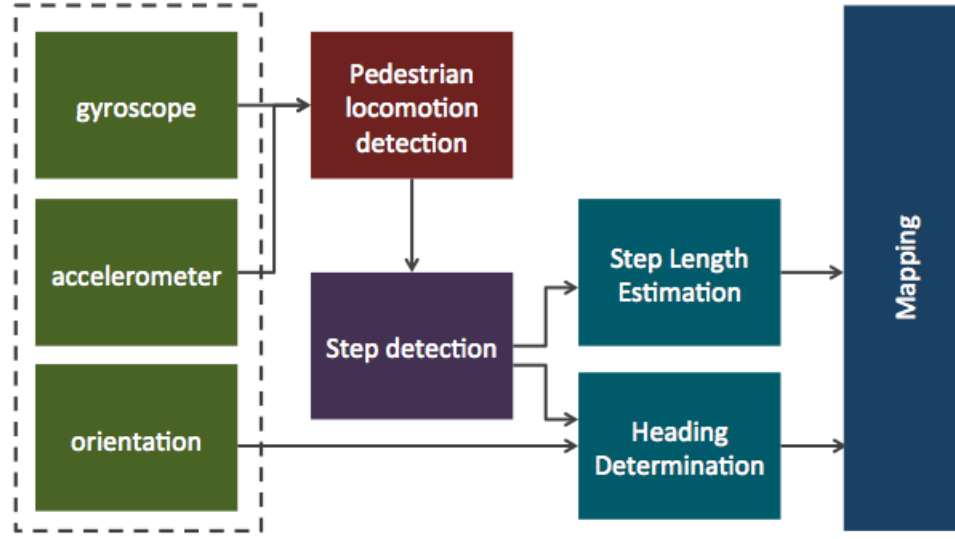 gyroscope
Pedestrian
locomotion
detection
accelerometer
Step Length
Estimation
Mapping
Step detection
orientation
Heading
Determination